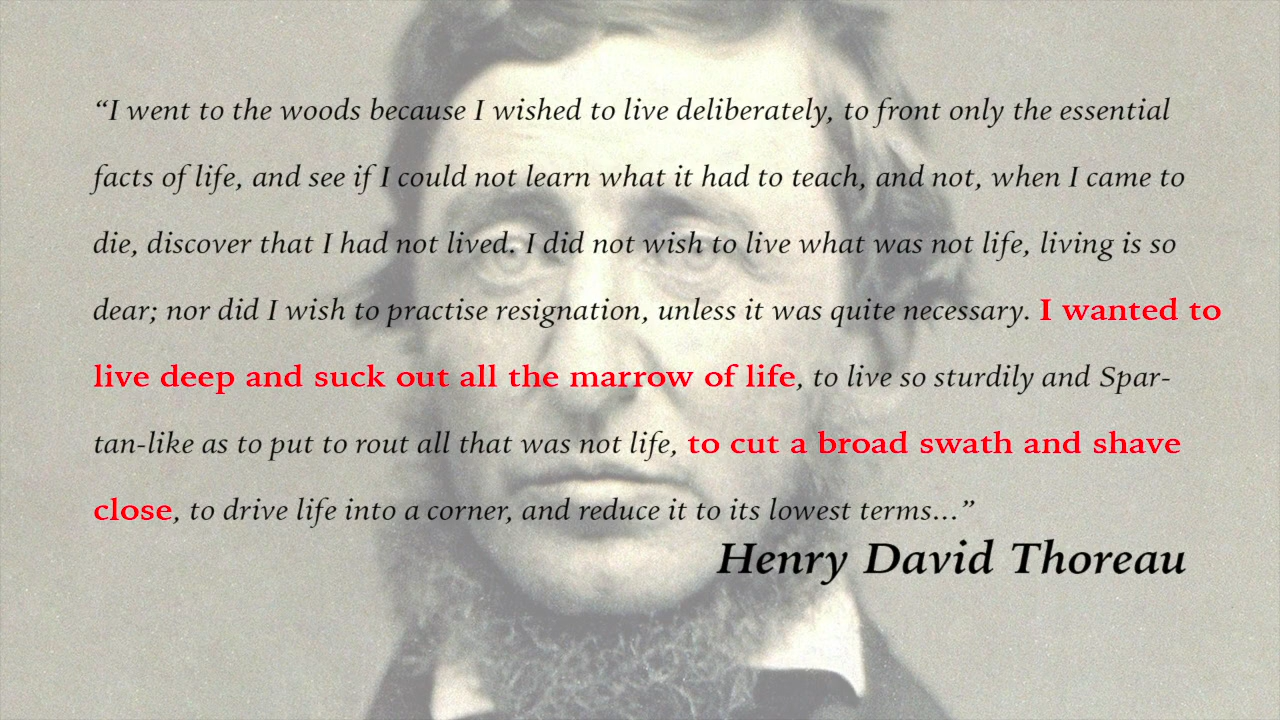 “I went to the woods because I wished to live deliberately, to front only the essential
facts of life, and see if I could not learn what it had to teach, and not, when I came to
die, discover that I had not lived. I did not wish to live what was not life, living is so
dear; nor did I wish to practise resignation, unless it was quite necessary. I wanted to
live deep and suck out all the marrow of life, to live so sturdily and Spar-
tan-like as to put to rout all that was not life, to cut a broad swath and shave
close, to drive life into a corner, and reduce it to its lowest terms...”
Henry David Thoreau